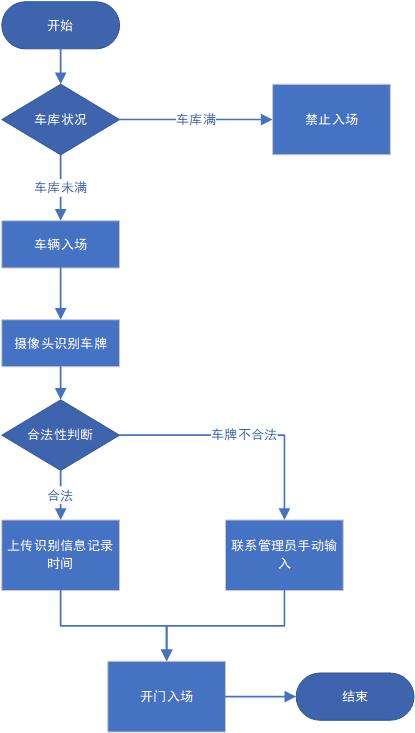 开始
车库状况
车库满
禁止入场
车库未满
车辆入场
摄像头识别车牌
合法性判断
车牌不合法
合法
上传识别信息记录
时间
联系管理员手动输
入
开门入场
结束